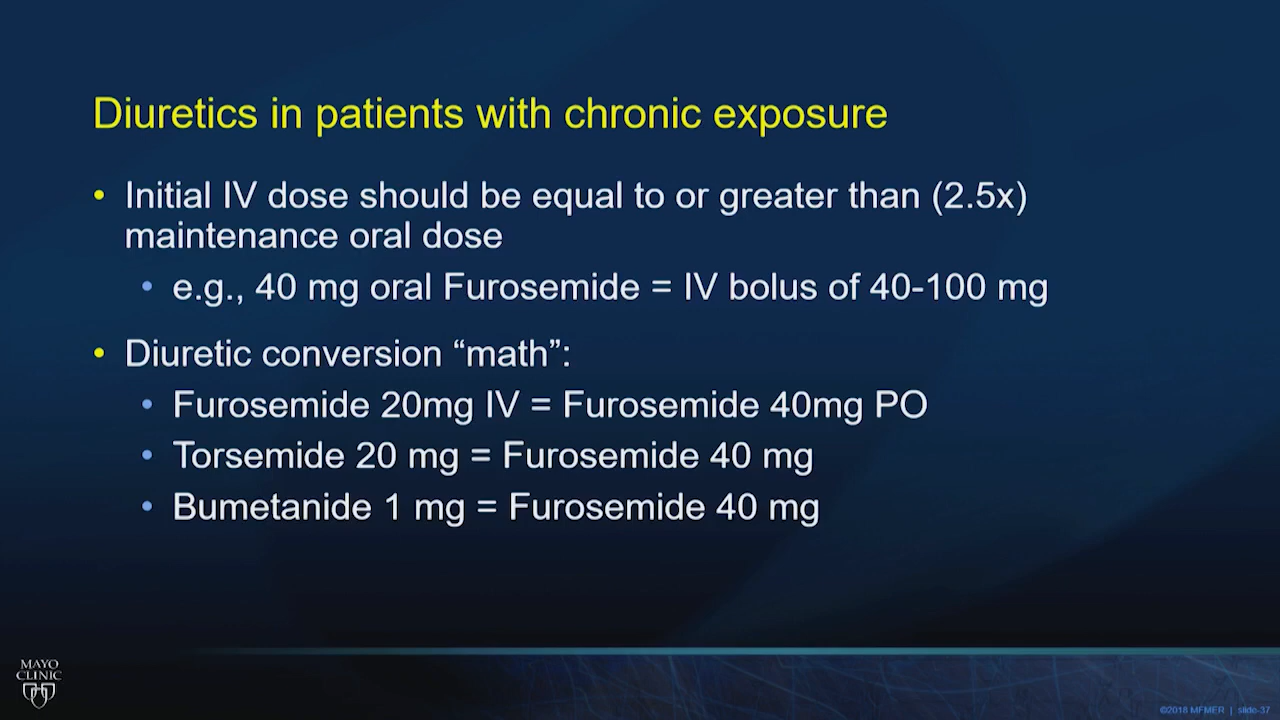 Diuretics in patients with chronic exposure
• Initial IV dose should be equal to or greater than (2.5x)
maintenance oral dose
• e.g., 40 mg oral Furosemide = IV bolus of 40-100 mg
• Diuretic conversion “math”:
• Furosemide 20mg IV = Furosemide 40mg PO
• Torsemide 20 mg = Furosemide 40 mg
• Bumetanide 1 mg = Furosemide 40 mg
MAYO
CLINIC
©2018 MFMER | slide-37